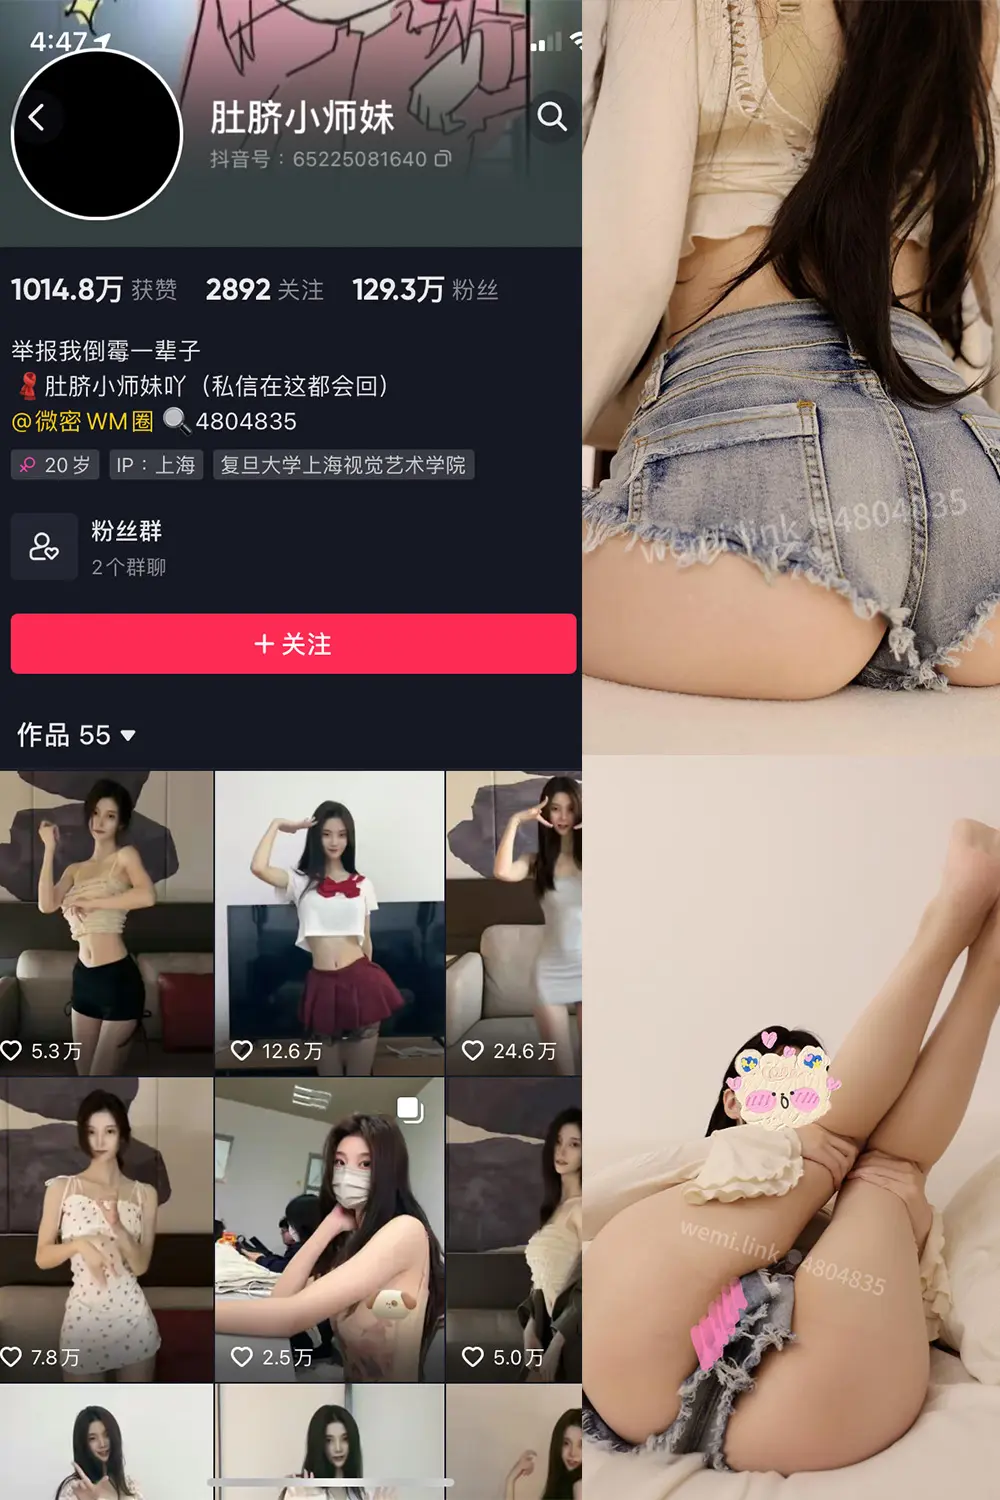 4:47
肚脐小师妹
抖音号：65225081640
1014.8万 获赞 2892 关注 129.3万 粉丝
举报我倒霉一辈子
肚脐小师妹吖（私信在这都会回）
@微密WM圈 4804835
♀ 20岁 IP：上海 复旦大学上海视觉艺术学院
粉丝群
2个群聊
+ 关注
作品 55
5.3万
12.6万
24.6万
7.8万
2.5万
5.0万
wemi.link 4804835
wemi.link 4804835